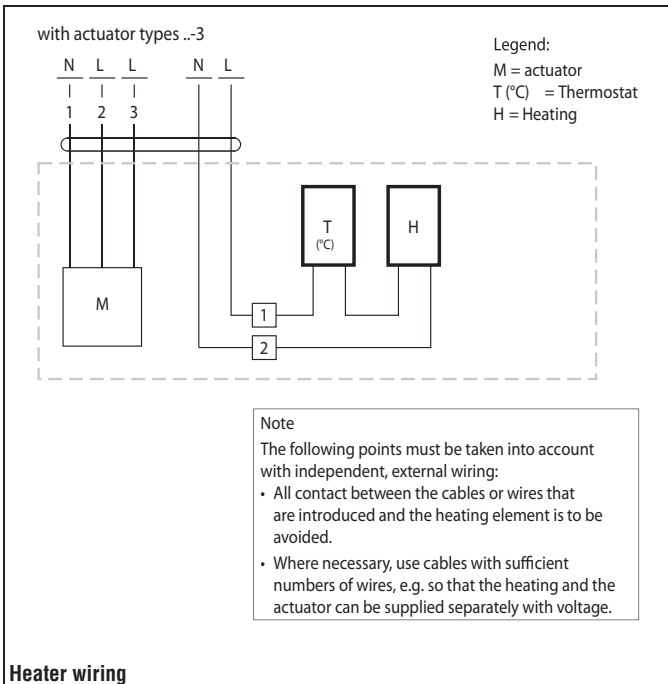 with actuator types ..-3
N L L N L
1 2 3
Legend:
M = actuator
T (°C) = Thermostat
H = Heating
T
(°C)
H
M
1
2
Note
The following points must be taken into account
with independent, external wiring:
• All contact between the cables or wires that
are introduced and the heating element is to be
avoided.
• Where necessary, use cables with sufficient
numbers of wires, e.g. so that the heating and the
actuator can be supplied separately with voltage.
Heater wiring